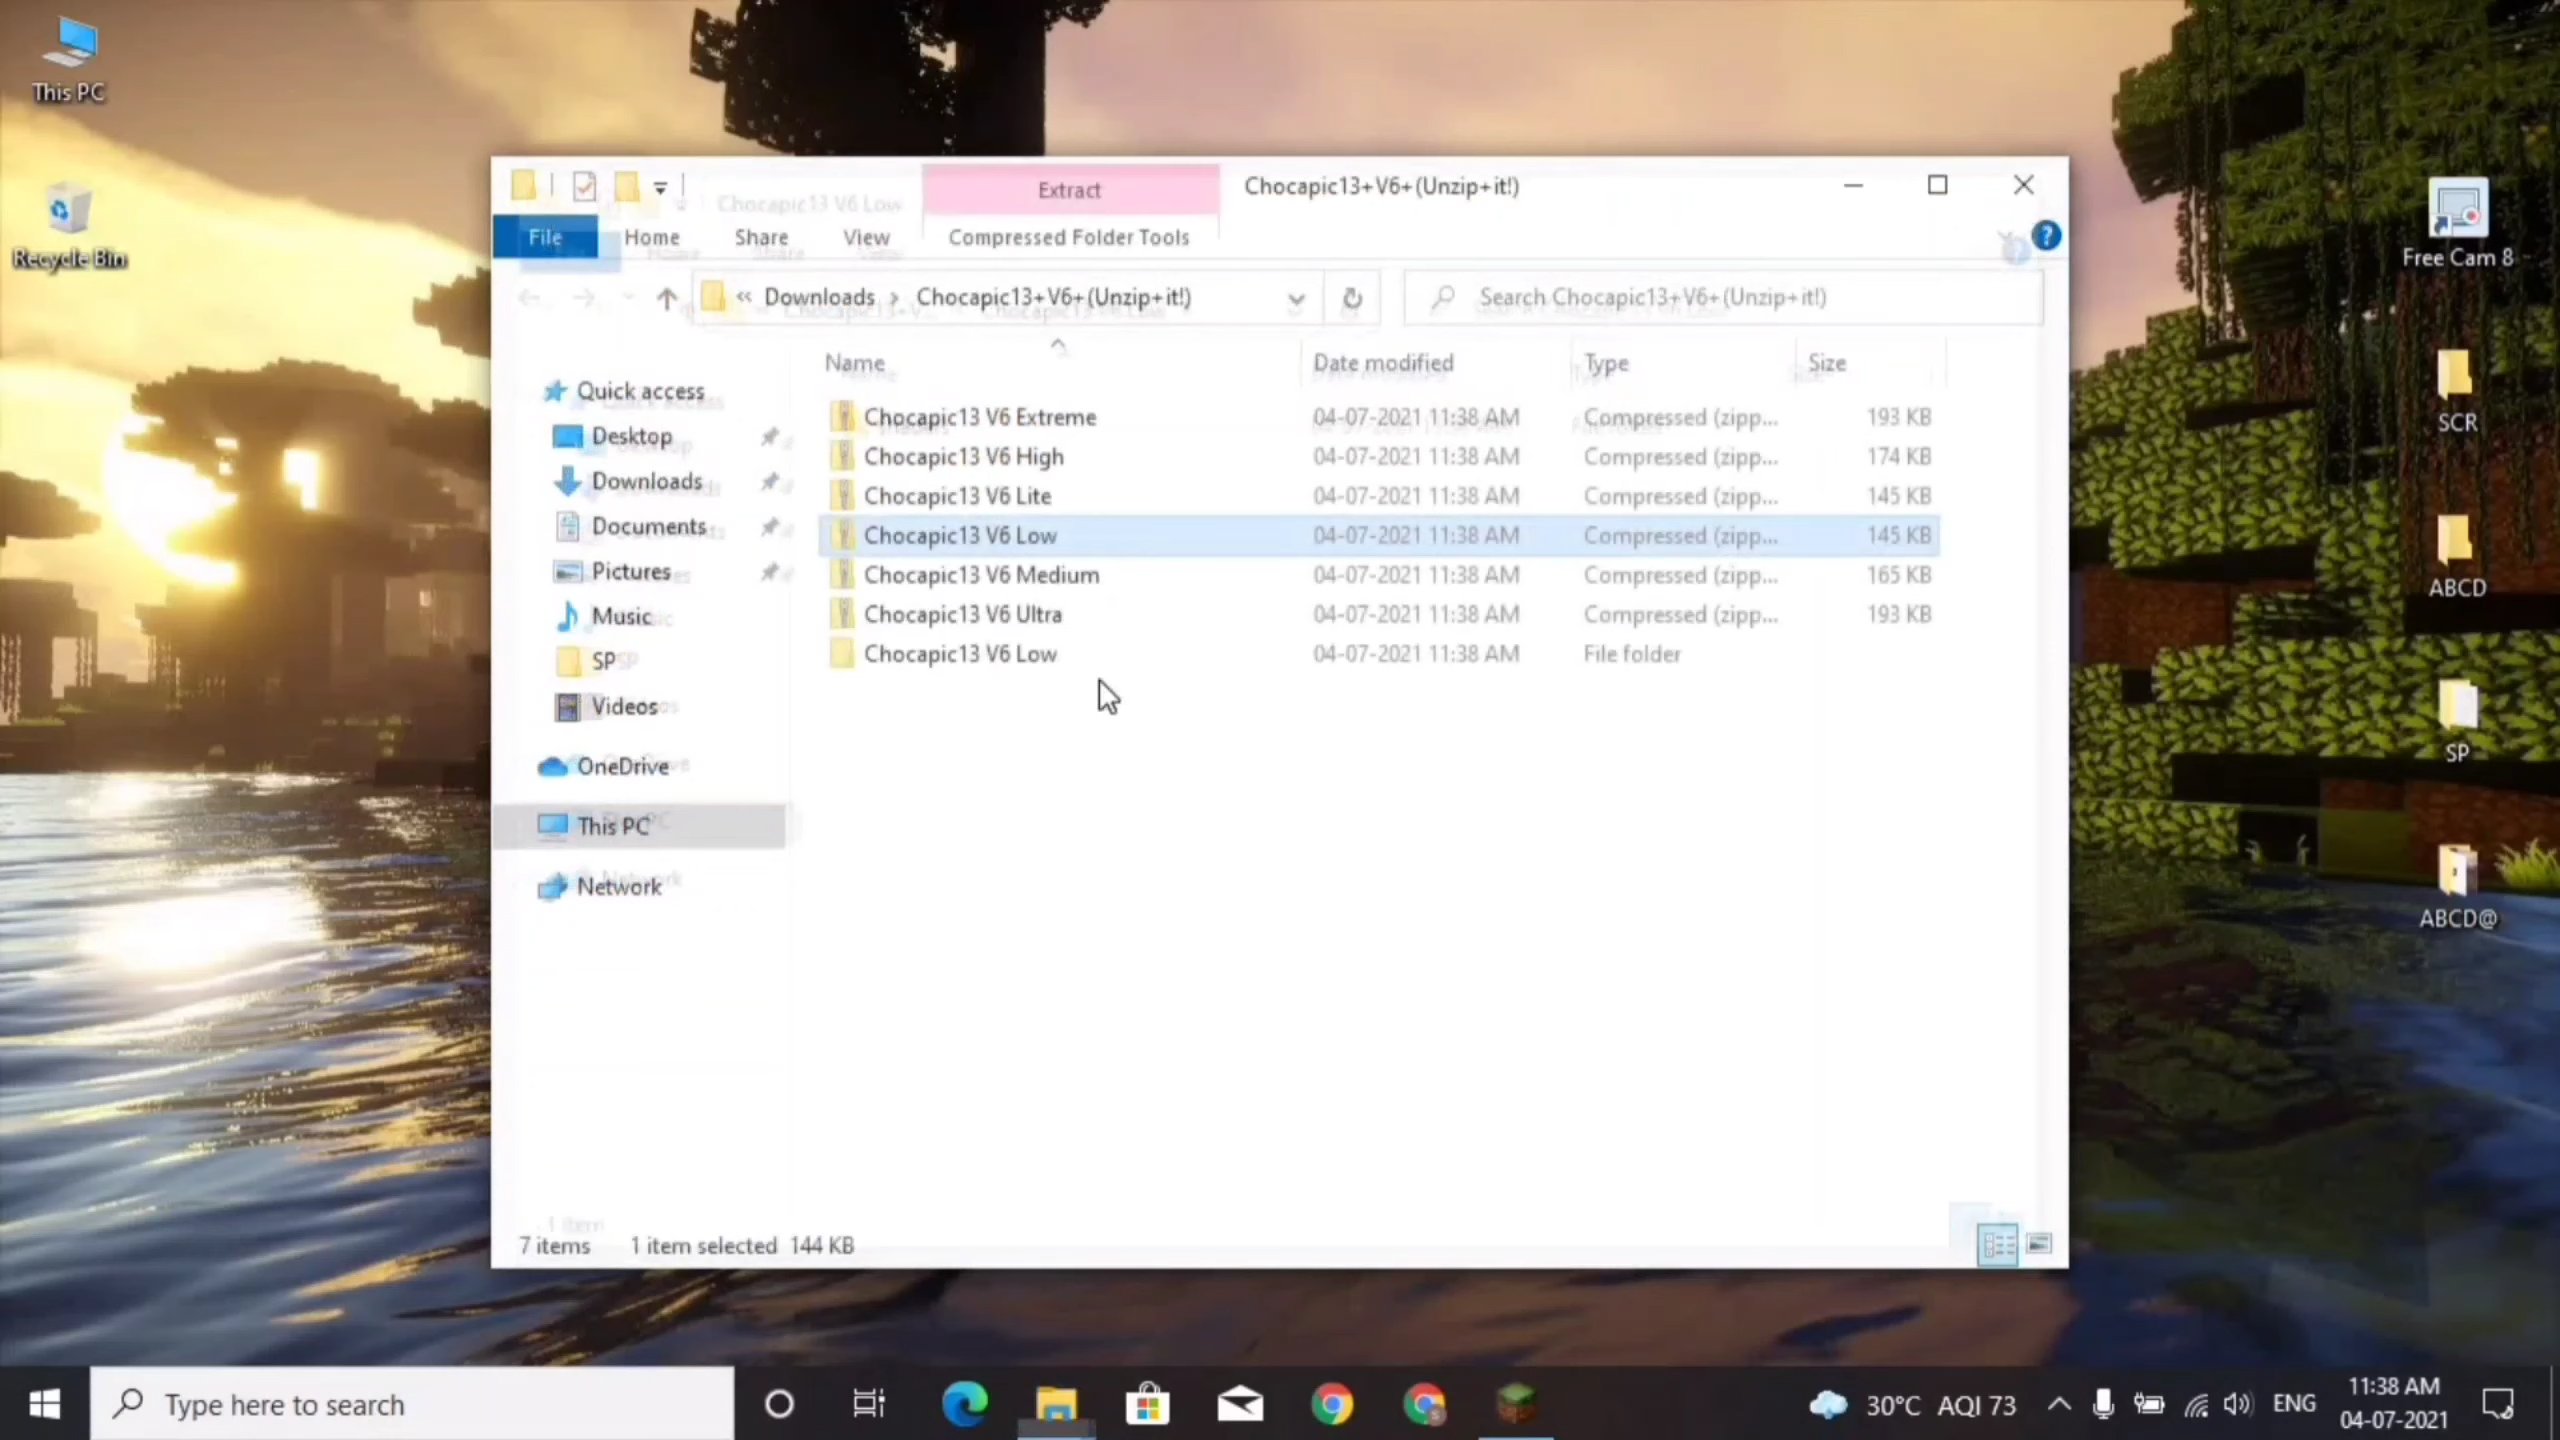 This PC
Recycle Bin
Chocapic13 V6 Low
Extract
Chocapic13+V6+(Unzip+it!)
File Home Share View Compressed Folder Tools
?
« Downloads › Chocapic13+V6+(Unzip+it!)
Search Chocapic13+V6+(Unzip+it!)
Name Date modified Type Size
Quick access
Desktop
Downloads
Documents
Pictures
Music
SP
Videos
OneDrive
This PC
Network
Chocapic13 V6 Extreme 04-07-2021 11:38 AM Compressed (zipp... 193 KB
Chocapic13 V6 High 04-07-2021 11:38 AM Compressed (zipp... 174 KB
Chocapic13 V6 Lite 04-07-2021 11:38 AM Compressed (zipp... 145 KB
Chocapic13 V6 Low 04-07-2021 11:38 AM Compressed (zipp... 145 KB
Chocapic13 V6 Medium 04-07-2021 11:38 AM Compressed (zipp... 165 KB
Chocapic13 V6 Ultra 04-07-2021 11:38 AM Compressed (zipp... 193 KB
Chocapic13 V6 Low 04-07-2021 11:38 AM File folder
1 item
7 items 1 item selected 144 KB
Free Cam 8
SCR
ABCD
SP
ABCD@
Type here to search
30°C AQI 73
ENG
11:38 AM
04-07-2021